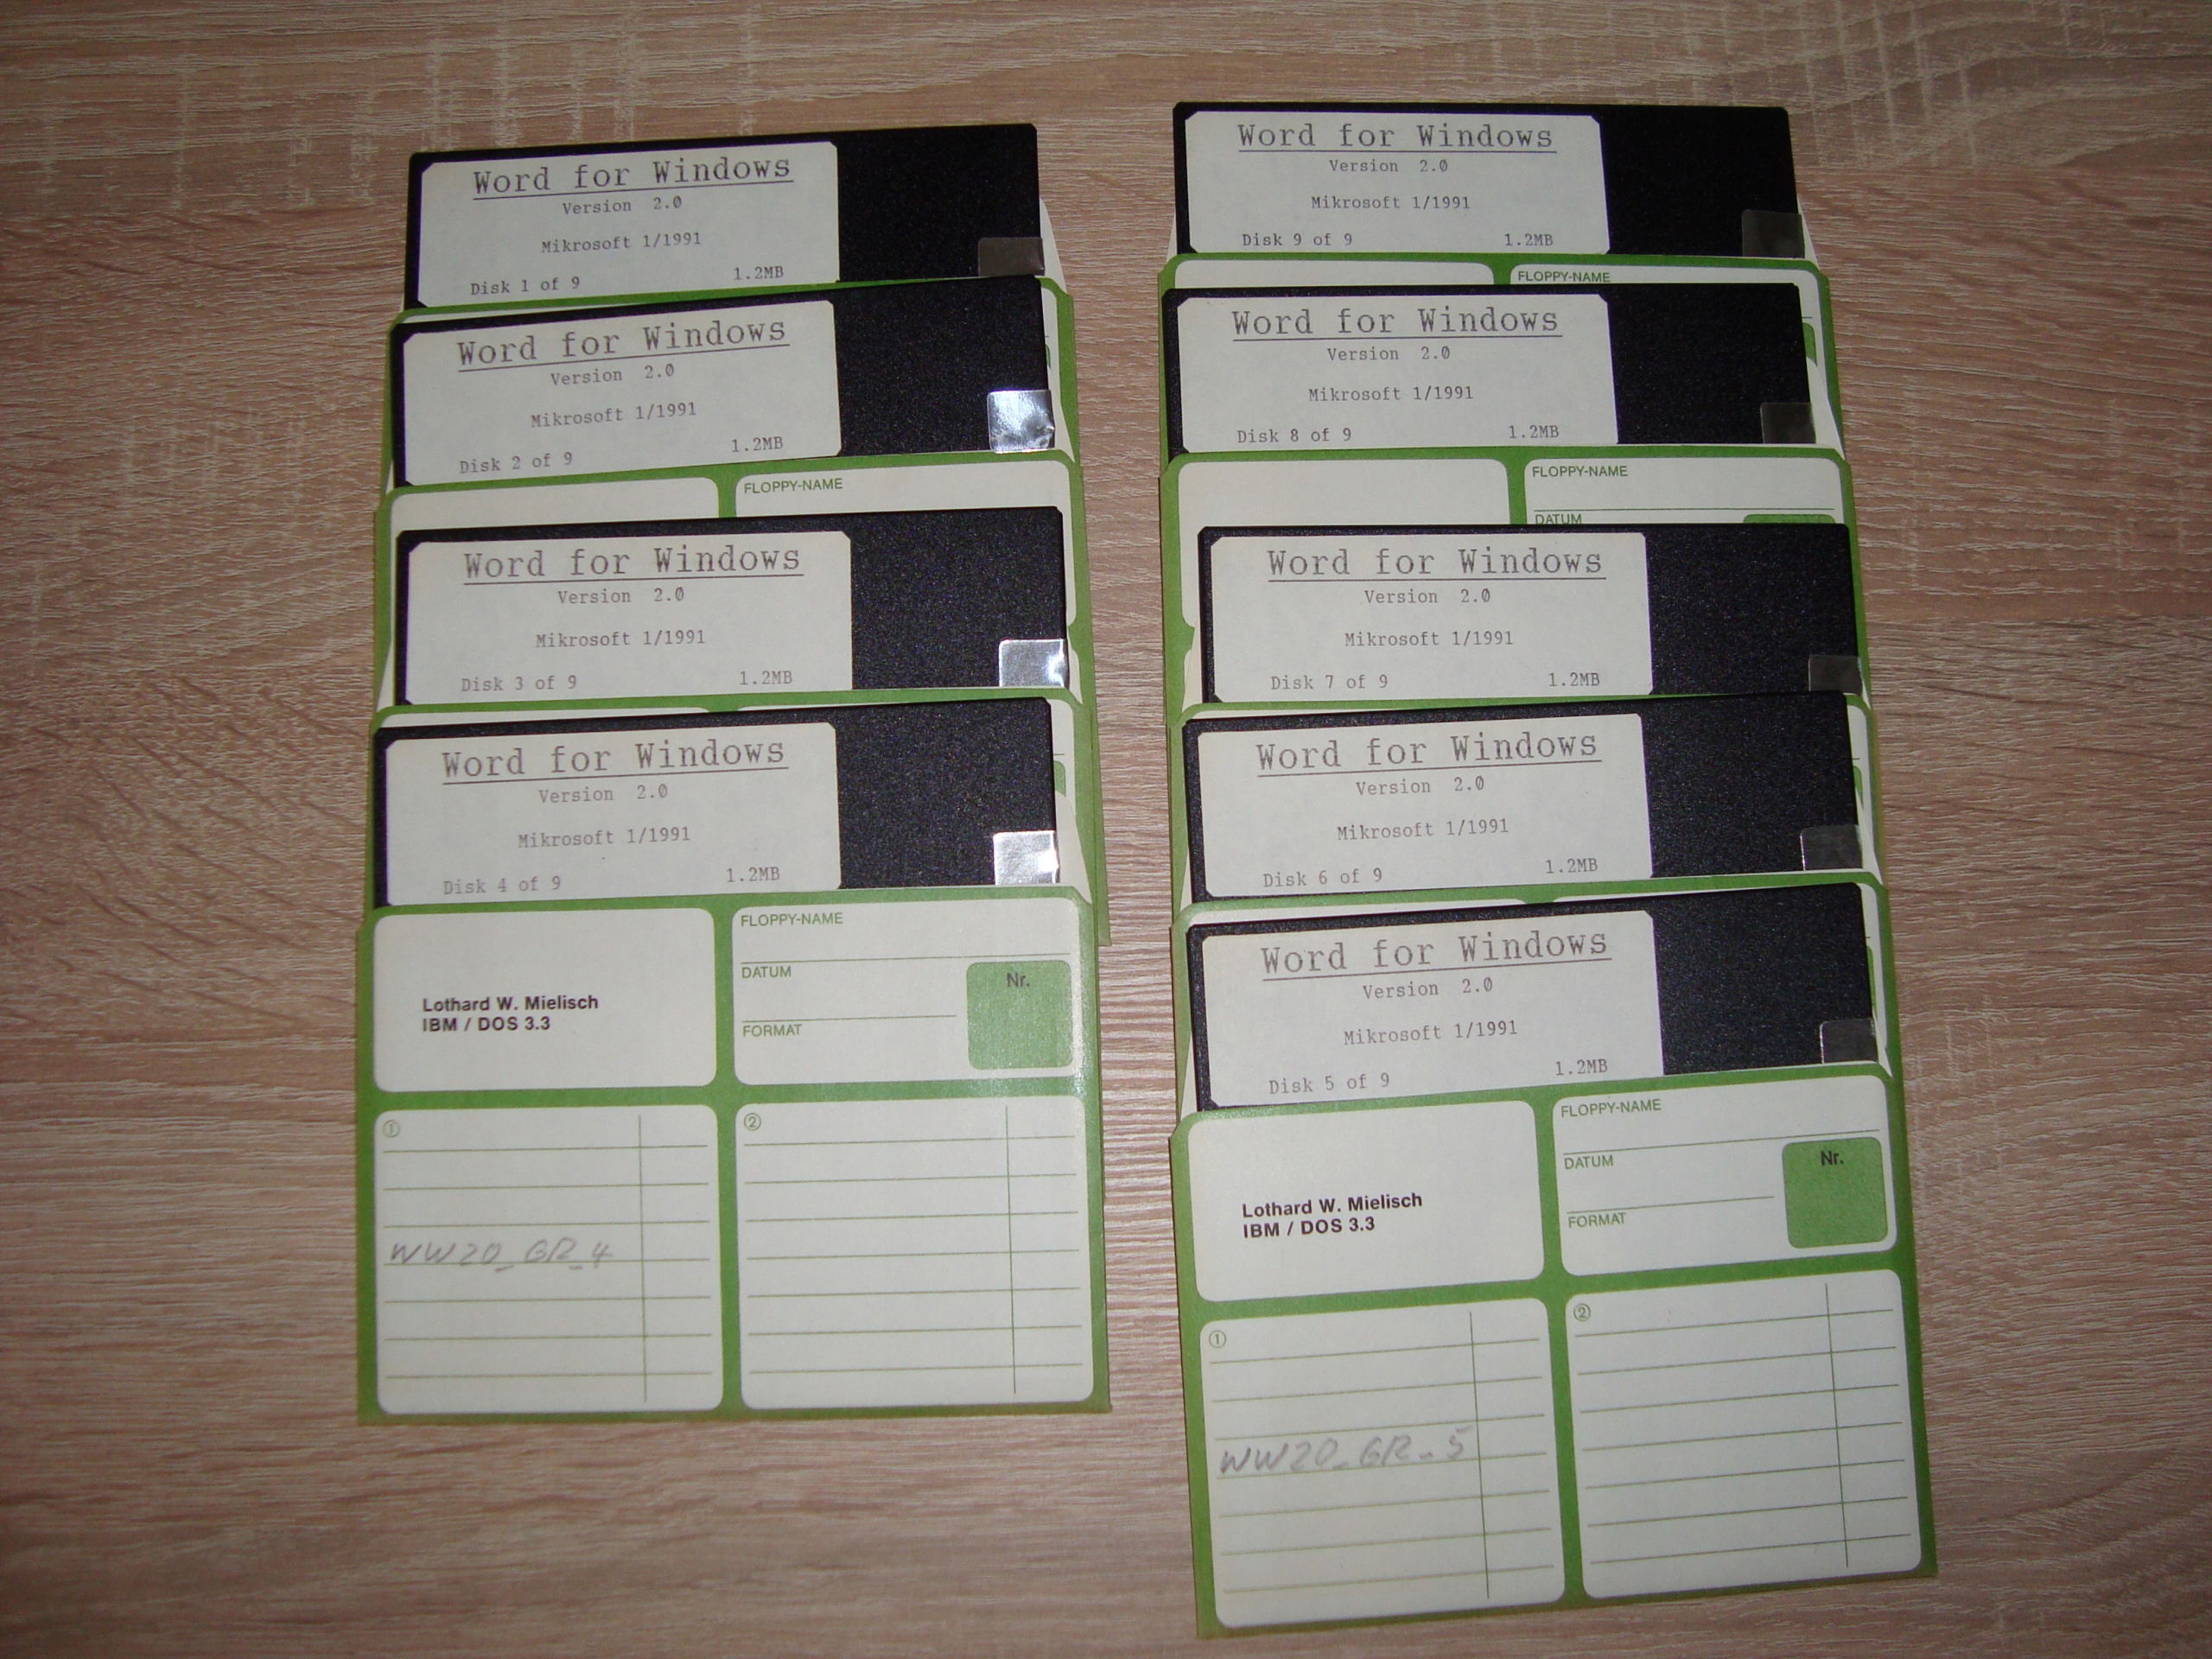 Word for Windows
Version 2.0
Mikrosoft 1/1991
Disk 1 of 9 1.2MB
Word for Windows
Version 2.0
Mikrosoft 1/1991
Disk 2 of 9 1.2MB
FLOPPY-NAME
Word for Windows
Version 2.0
Mikrosoft 1/1991
Disk 3 of 9 1.2MB
Word for Windows
Version 2.0
Mikrosoft 1/1991
Disk 4 of 9 1.2MB
FLOPPY-NAME
DATUM
Nr.
FORMAT
Lothard W. Mielisch
IBM / DOS 3.3
① ②
WW20_GR_4
Word for Windows
Version 2.0
Mikrosoft 1/1991
Disk 9 of 9 1.2MB
FLOPPY-NAME
Word for Windows
Version 2.0
Mikrosoft 1/1991
Disk 8 of 9 1.2MB
FLOPPY-NAME
DATUM
Word for Windows
Version 2.0
Mikrosoft 1/1991
Disk 7 of 9 1.2MB
Word for Windows
Version 2.0
Mikrosoft 1/1991
Disk 6 of 9 1.2MB
Word for Windows
Version 2.0
Mikrosoft 1/1991
Disk 5 of 9 1.2MB
FLOPPY-NAME
DATUM
Nr.
FORMAT
Lothard W. Mielisch
IBM / DOS 3.3
① ②
WW20_GR_5